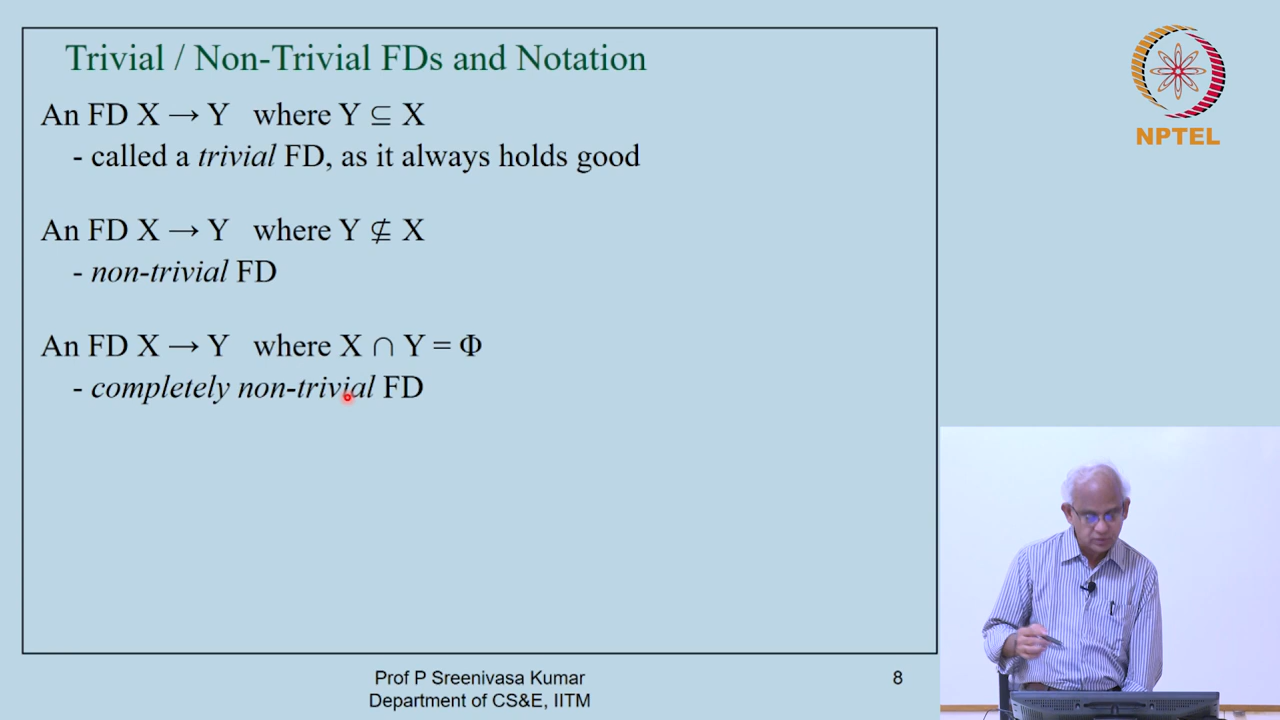 Trivial / Non-Trivial FDs and Notation
An FD X → Y where Y ⊆ X
- called a trivial FD, as it always holds good
An FD X → Y where Y ⊈ X
- non-trivial FD
An FD X → Y where X ∩ Y = Φ
- completely non-trivial FD
Prof P Sreenivasa Kumar
Department of CS&E, IITM
8
NPTEL